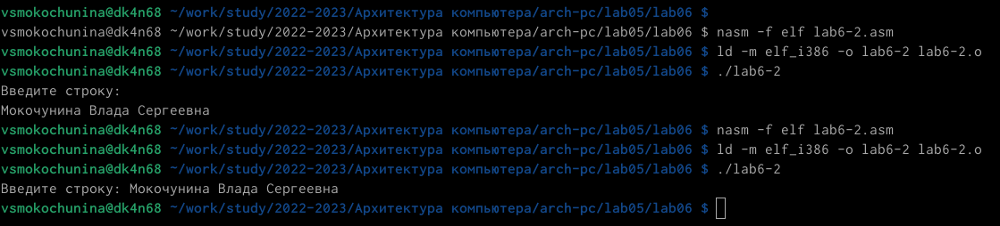 vsmokochunina@dk4n68 ~/work/study/2022-2023/Архитектура компьютера/arch-pc/lab05/lab06 $
vsmokochunina@dk4n68 ~/work/study/2022-2023/Архитектура компьютера/arch-pc/lab05/lab06 $ nasm -f elf lab6-2.asm
vsmokochunina@dk4n68 ~/work/study/2022-2023/Архитектура компьютера/arch-pc/lab05/lab06 $ ld -m elf_i386 -o lab6-2 lab6-2.o
vsmokochunina@dk4n68 ~/work/study/2022-2023/Архитектура компьютера/arch-pc/lab05/lab06 $ ./lab6-2
Введите строку:
Мокочунина Влада Сергеевна
vsmokochunina@dk4n68 ~/work/study/2022-2023/Архитектура компьютера/arch-pc/lab05/lab06 $ nasm -f elf lab6-2.asm
vsmokochunina@dk4n68 ~/work/study/2022-2023/Архитектура компьютера/arch-pc/lab05/lab06 $ ld -m elf_i386 -o lab6-2 lab6-2.o
vsmokochunina@dk4n68 ~/work/study/2022-2023/Архитектура компьютера/arch-pc/lab05/lab06 $ ./lab6-2
Введите строку: Мокочунина Влада Сергеевна
vsmokochunina@dk4n68 ~/work/study/2022-2023/Архитектура компьютера/arch-pc/lab05/lab06 $